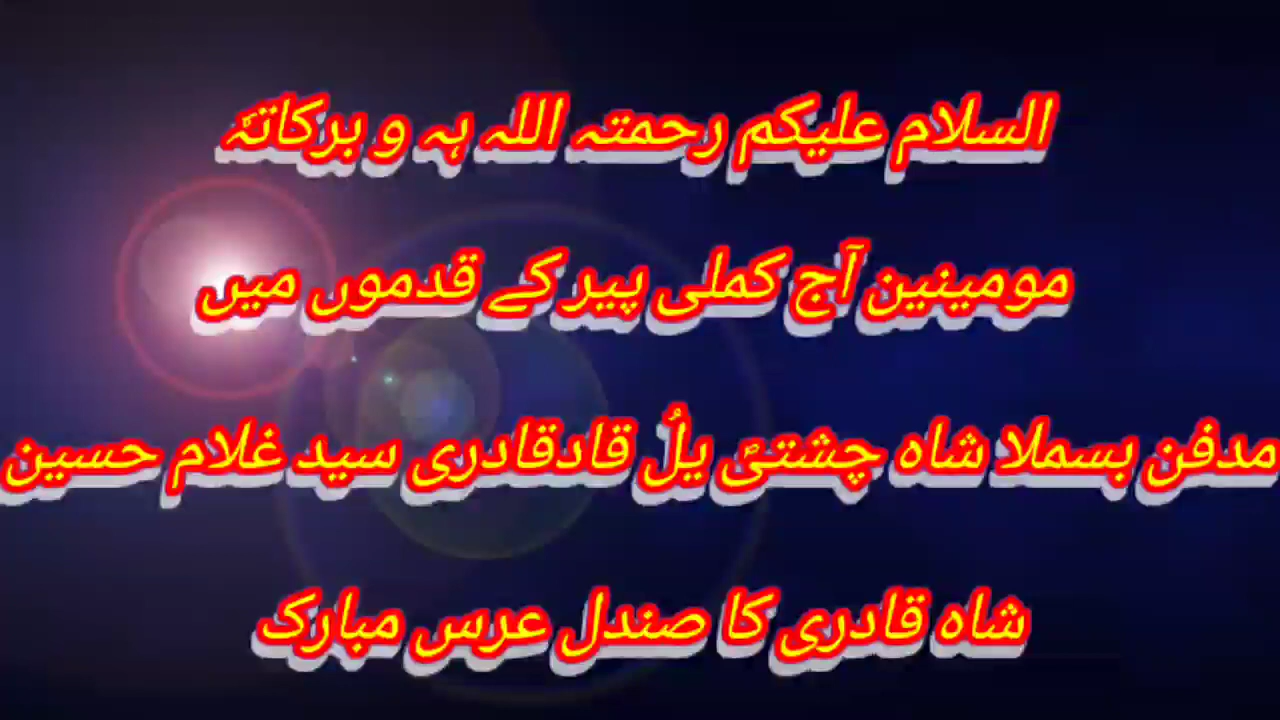 السلام علیکم رحمتہ اللہ ہہ و برکاتہؑ
مومینین آج کملی پیر کے قدموں میں
مدفن بسملا شاہ چشتیؒ یلُ قادقادری سید غلام حسین
شاہ قادری کا صندل عرس مبارک